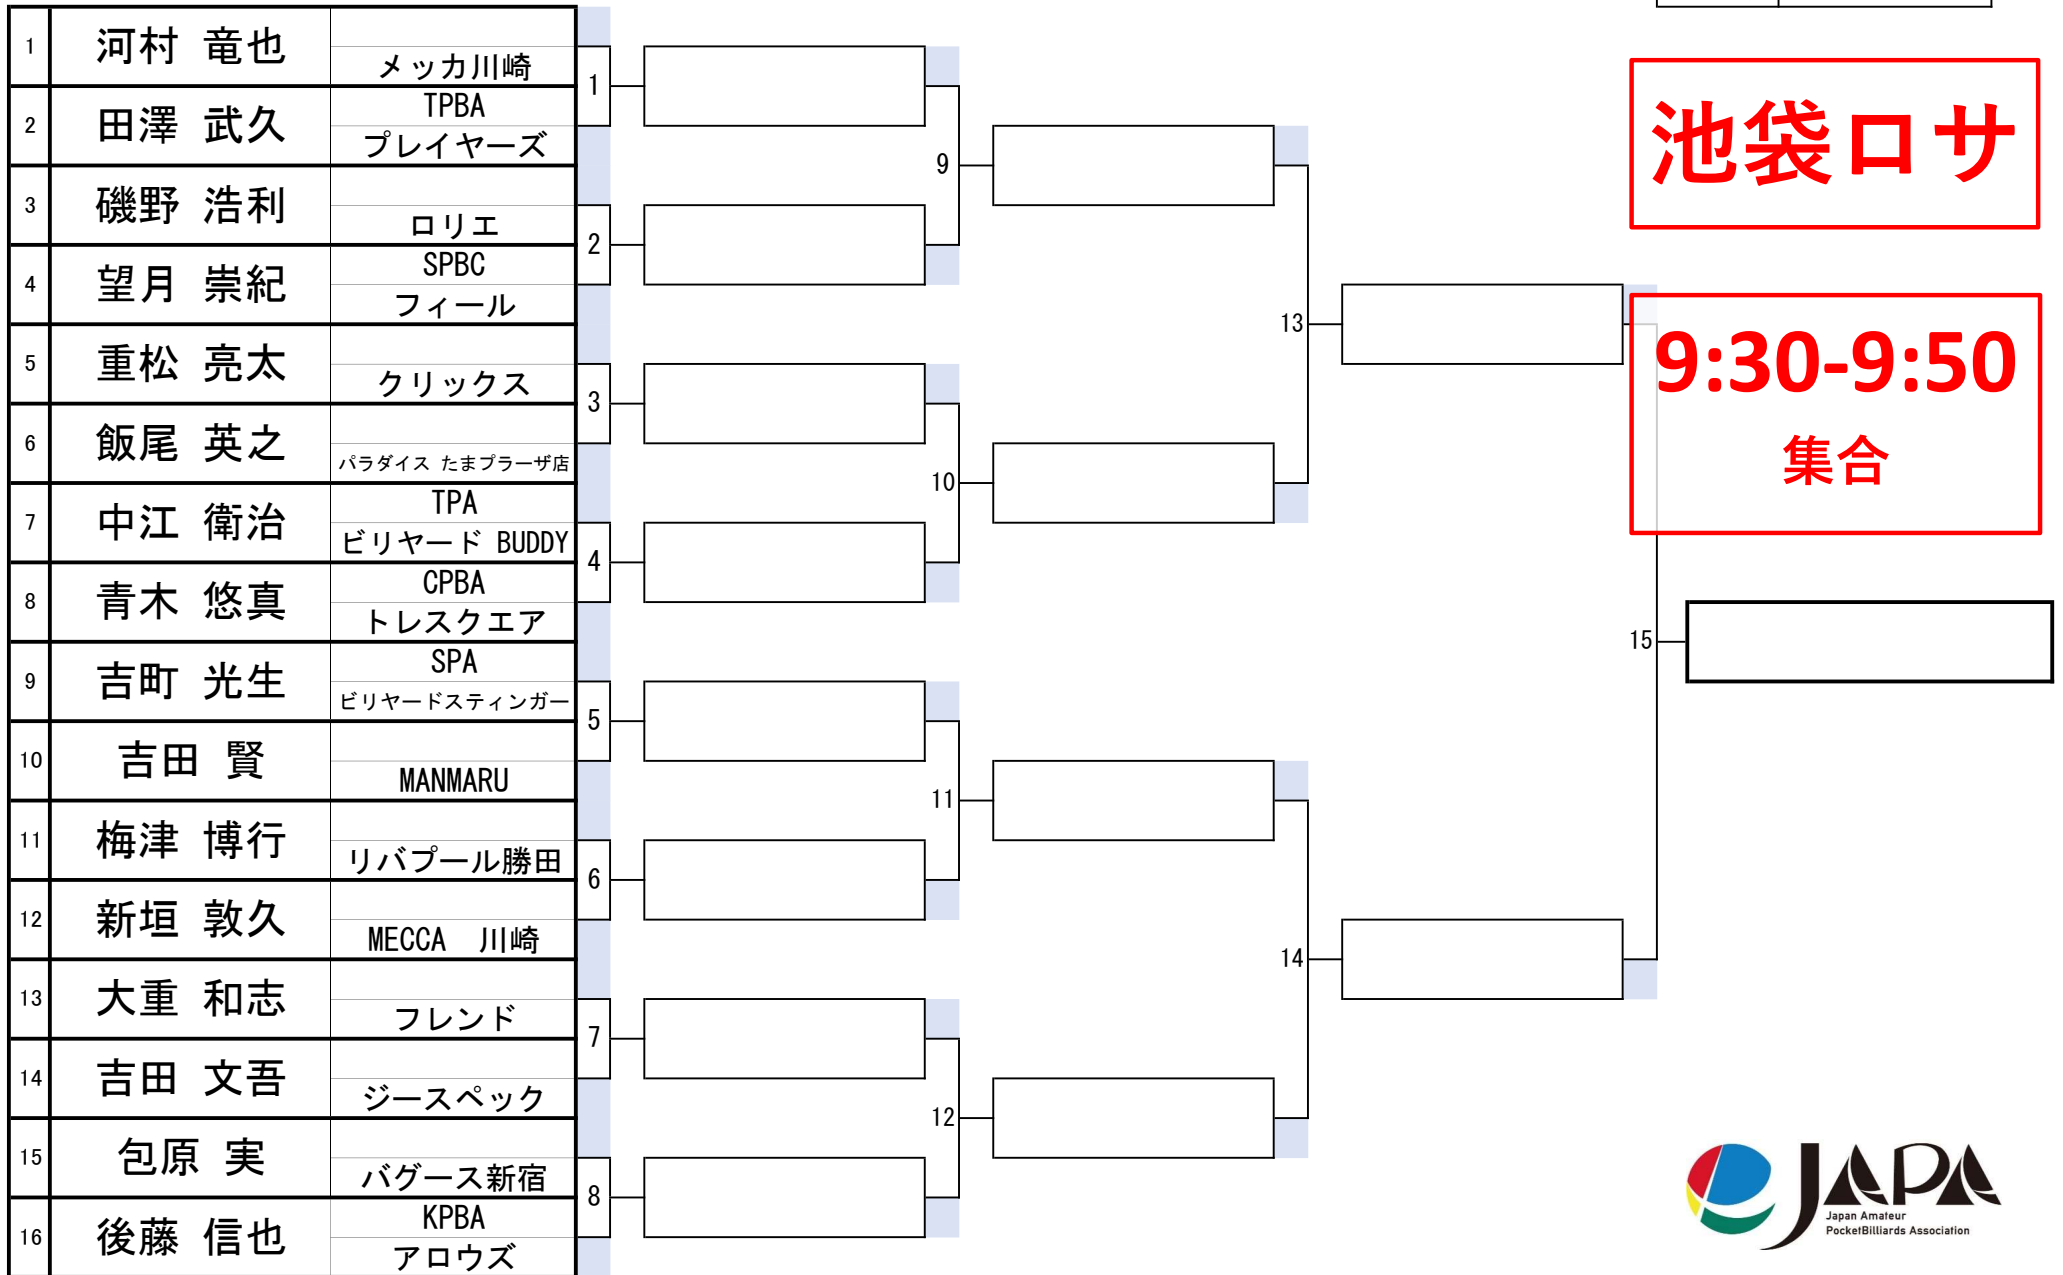 1 河村 竜也 メッカ川崎
2 田澤 武久 TPBA プレイヤーズ
3 磯野 浩利 ロリエ
4 望月 崇紀 SPBC フィール
5 重松 亮太 クリックス
6 飯尾 英之 パラダイス たまプラーザ店
7 中江 衛治 TPA ビリヤード BUDDY
8 青木 悠真 CPBA トレスクエア
9 吉町 光生 SPA ビリヤードスティンガー
10 吉田 賢 MANMARU
11 梅津 博行 リバプール勝田
12 新垣 敦久 MECCA 川崎
13 大重 和志 フレンド
14 吉田 文吾 ジースペック
15 包原 実 バグース新宿
16 後藤 信也 KPBA アロウズ
1
2
3
4
5
6
7
8
9
10
11
12
13
14
15
池袋ロサ
9:30-9:50
集合
JAPA
Japan Amateur
PocketBilliards Association